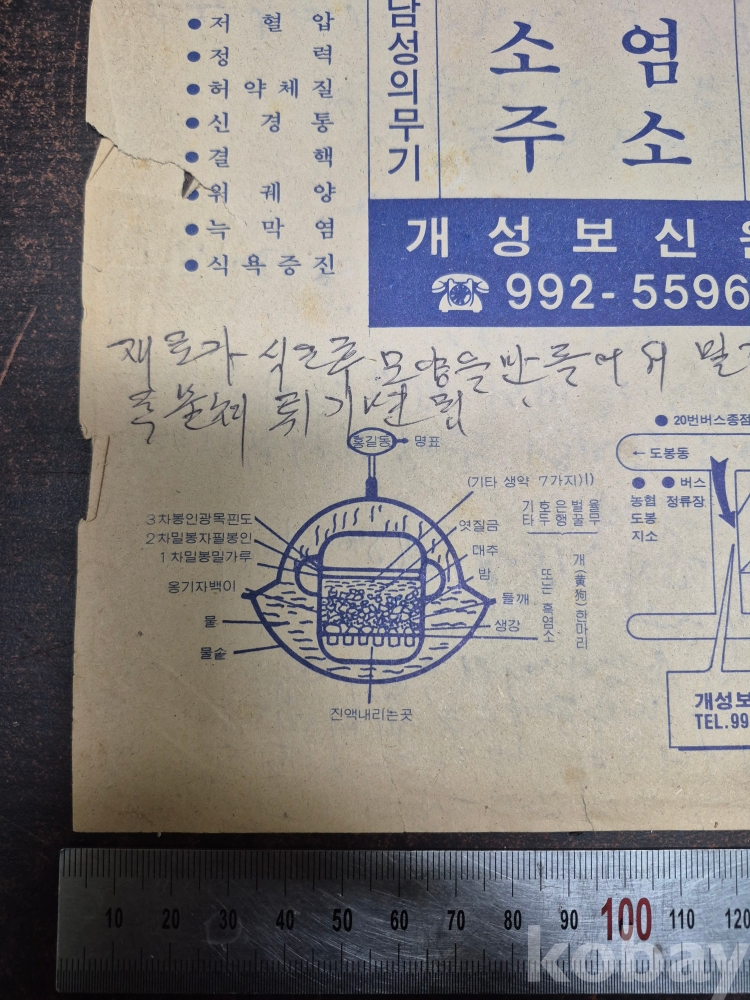 ● 저혈압
● 정력
● 허약체질
● 신경통
● 결핵
● 위궤양
● 늑막염
● 식욕증진
남성의무기
소 염
주 소
개성보신
☎ 992-5596
재료가 식은후 모양을 만들어서
튀기면 됨
● 20번버스종점
← 도봉동
● ● 버스
농협 정류장
도봉
지소
홍길동 → 명표
(기타 생약 7가지)
기호은벌율
타두행꿀무
3차봉인광목핀도
2차밀봉자필봉인
1차밀봉밀가루
옹기자백이
물
물솥
엿질금
대추
밤
들깨
생강
또는 흑염소
개(黄狗)한마리
진액내리는곳
개성보
TEL.99
10 20 30 40 50 60 70 80 90 100 110 120
kobay